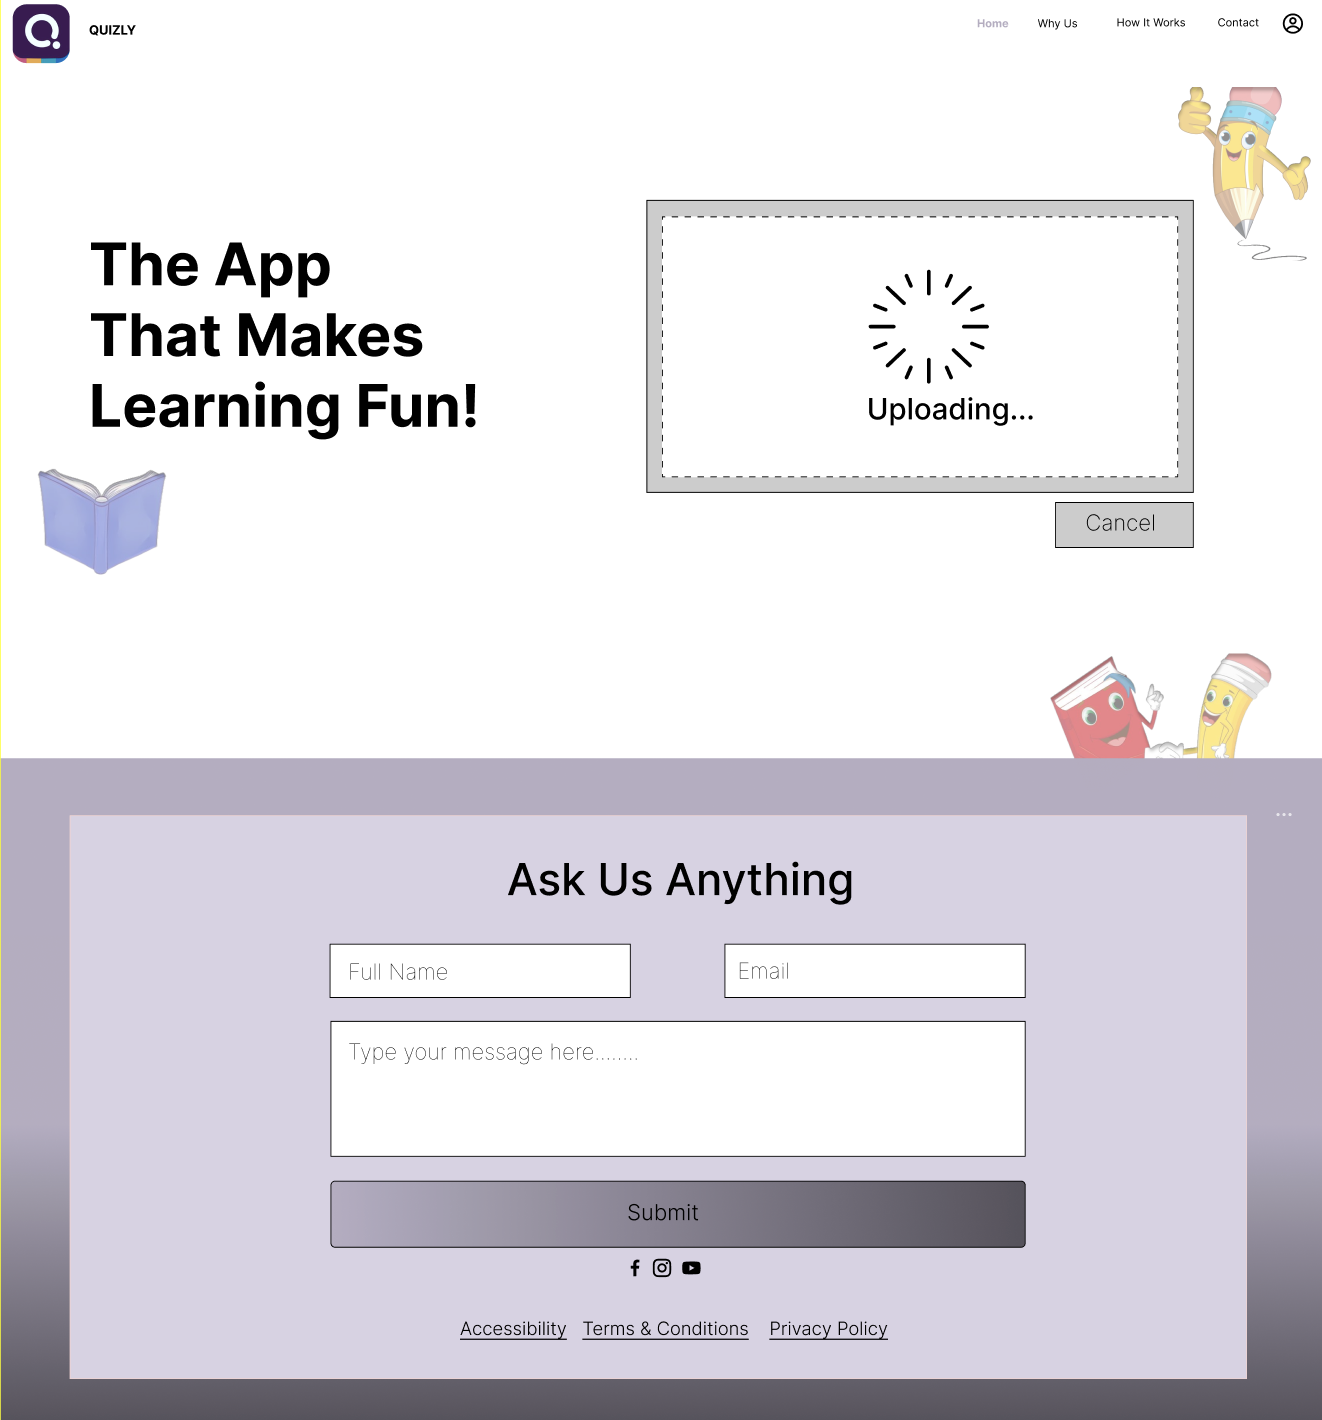 QUIZLY
Home Why Us How It Works Contact
The App
That Makes
Learning Fun!
Uploading...
Cancel
...
Ask Us Anything
Full Name Email
Type your message here........
Submit
Accessibility Terms & Conditions Privacy Policy